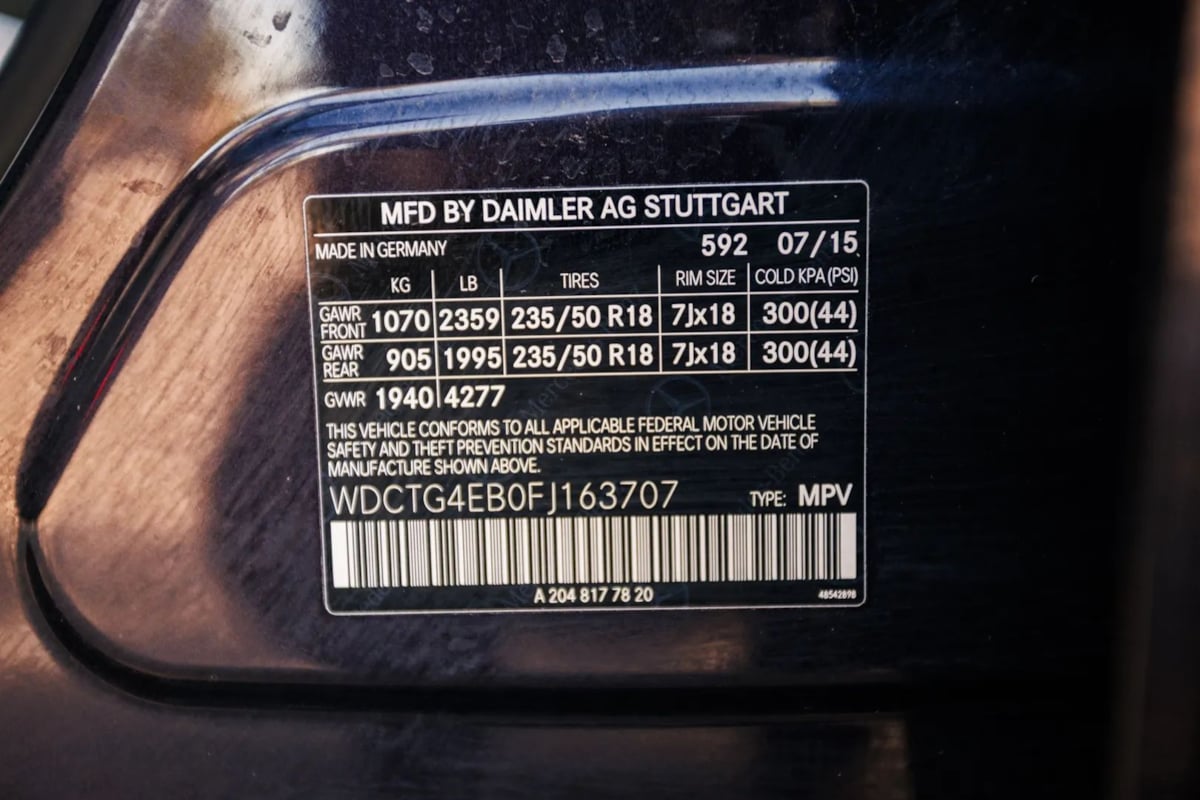 MFD BY DAIMLER AG STUTTGART
MADE IN GERMANY 592 07/15
KG LB TIRES RIM SIZE COLD KPA (PSI)
GAWR FRONT 1070 2359 235/50 R18 7Jx18 300(44)
GAWR REAR 905 1995 235/50 R18 7Jx18 300(44)
GVWR 1940 4277
THIS VEHICLE CONFORMS TO ALL APPLICABLE FEDERAL MOTOR VEHICLE
SAFETY AND THEFT PREVENTION STANDARDS IN EFFECT ON THE DATE OF
MANUFACTURE SHOWN ABOVE.
WDCTG4EB0FJ163707 TYPE: MPV
A 204 817 78 20 48542898